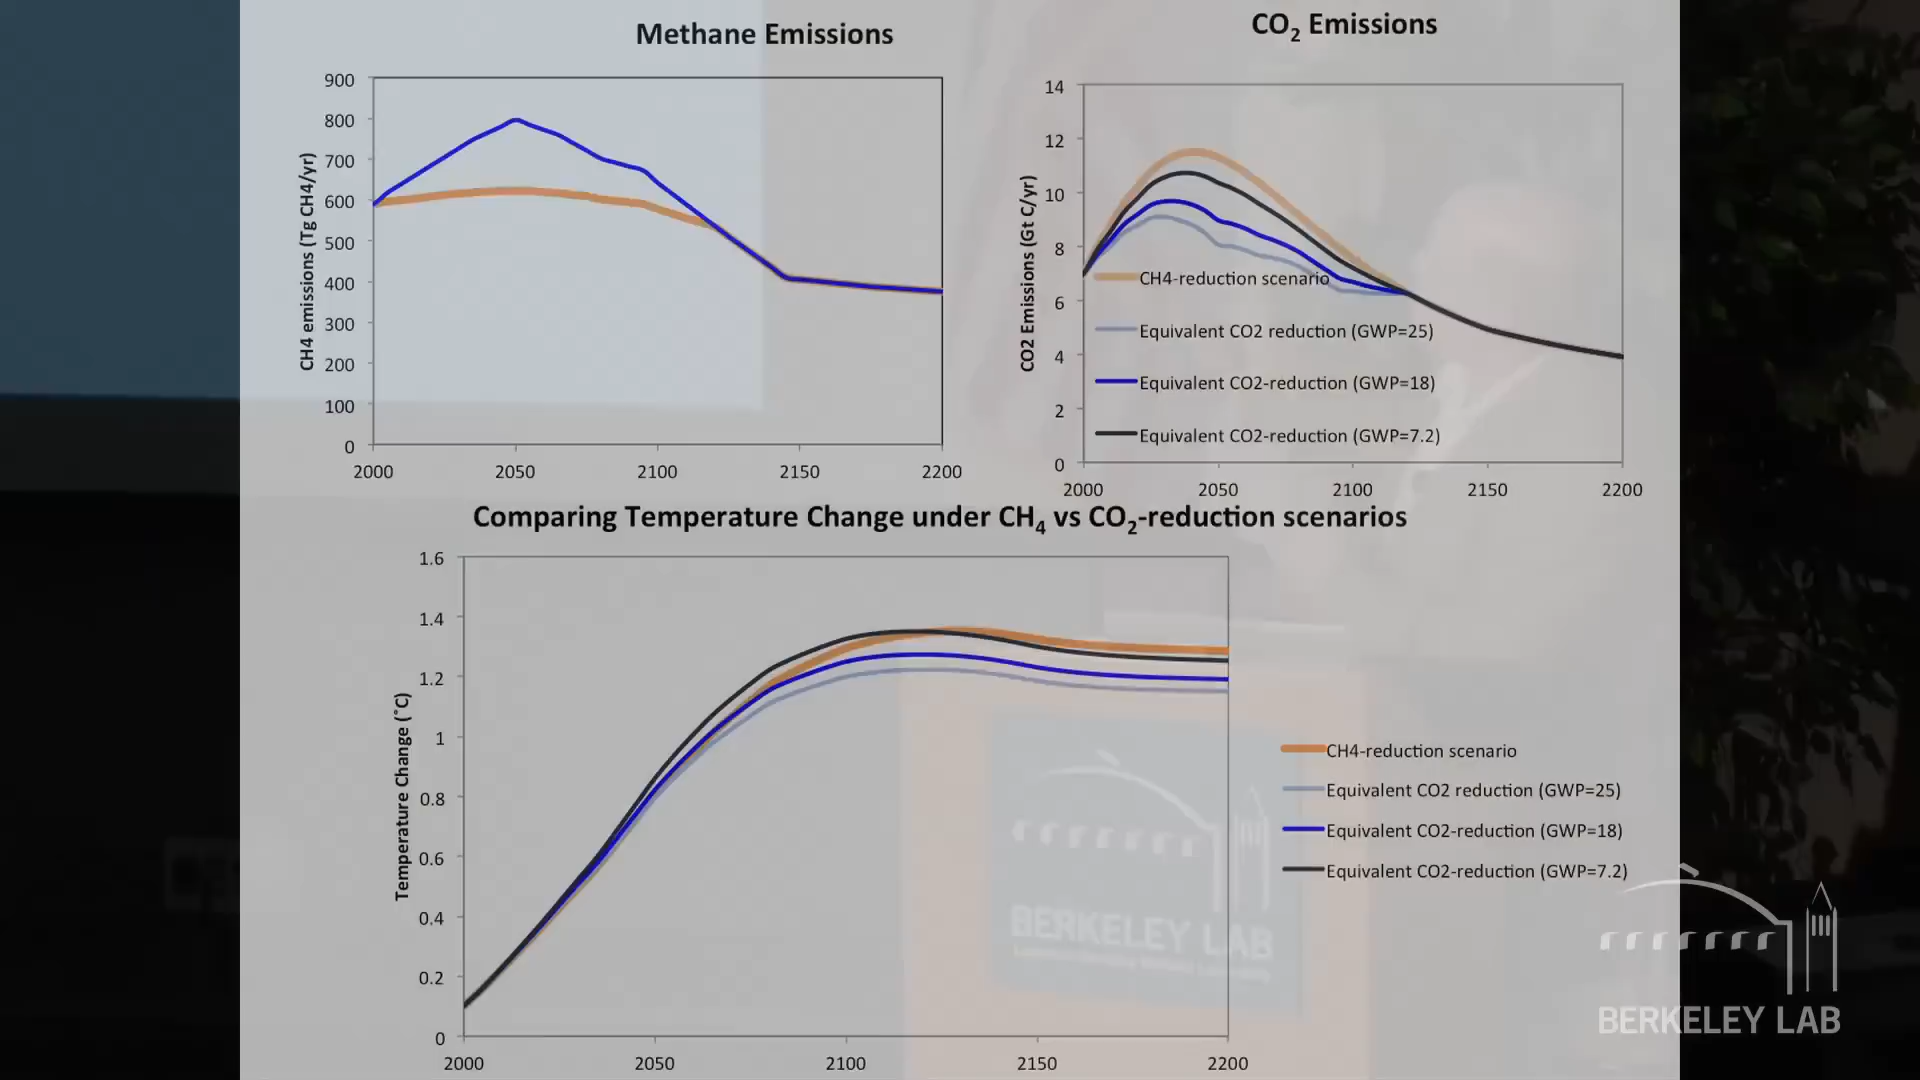 Methane Emissions
CH4 emissions (Tg CH4/yr)
900
800
700
600
500
400
300
200
100
0
2000 2050 2100 2150 2200
CO2 Emissions
CO2 Emissions (Gt C/yr)
14
12
10
8
6
4
2
0
CH4-reduction scenario
Equivalent CO2 reduction (GWP=25)
Equivalent CO2-reduction (GWP=18)
Equivalent CO2-reduction (GWP=7.2)
2000 2050 2100 2150 2200
Comparing Temperature Change under CH4 vs CO2-reduction scenarios
Temperature Change (°C)
1.6
1.4
1.2
1
0.8
0.6
0.4
0.2
0
2000 2050 2100 2150 2200
CH4-reduction scenario
Equivalent CO2 reduction (GWP=25)
Equivalent CO2-reduction (GWP=18)
Equivalent CO2-reduction (GWP=7.2)
BERKELEY LAB
BERKELEY LAB